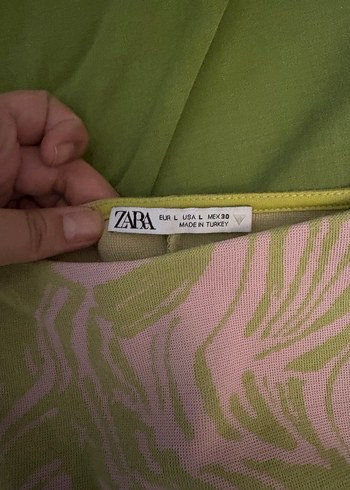 ZARA EUR L USA L MEX 30
MADE IN TURKEY